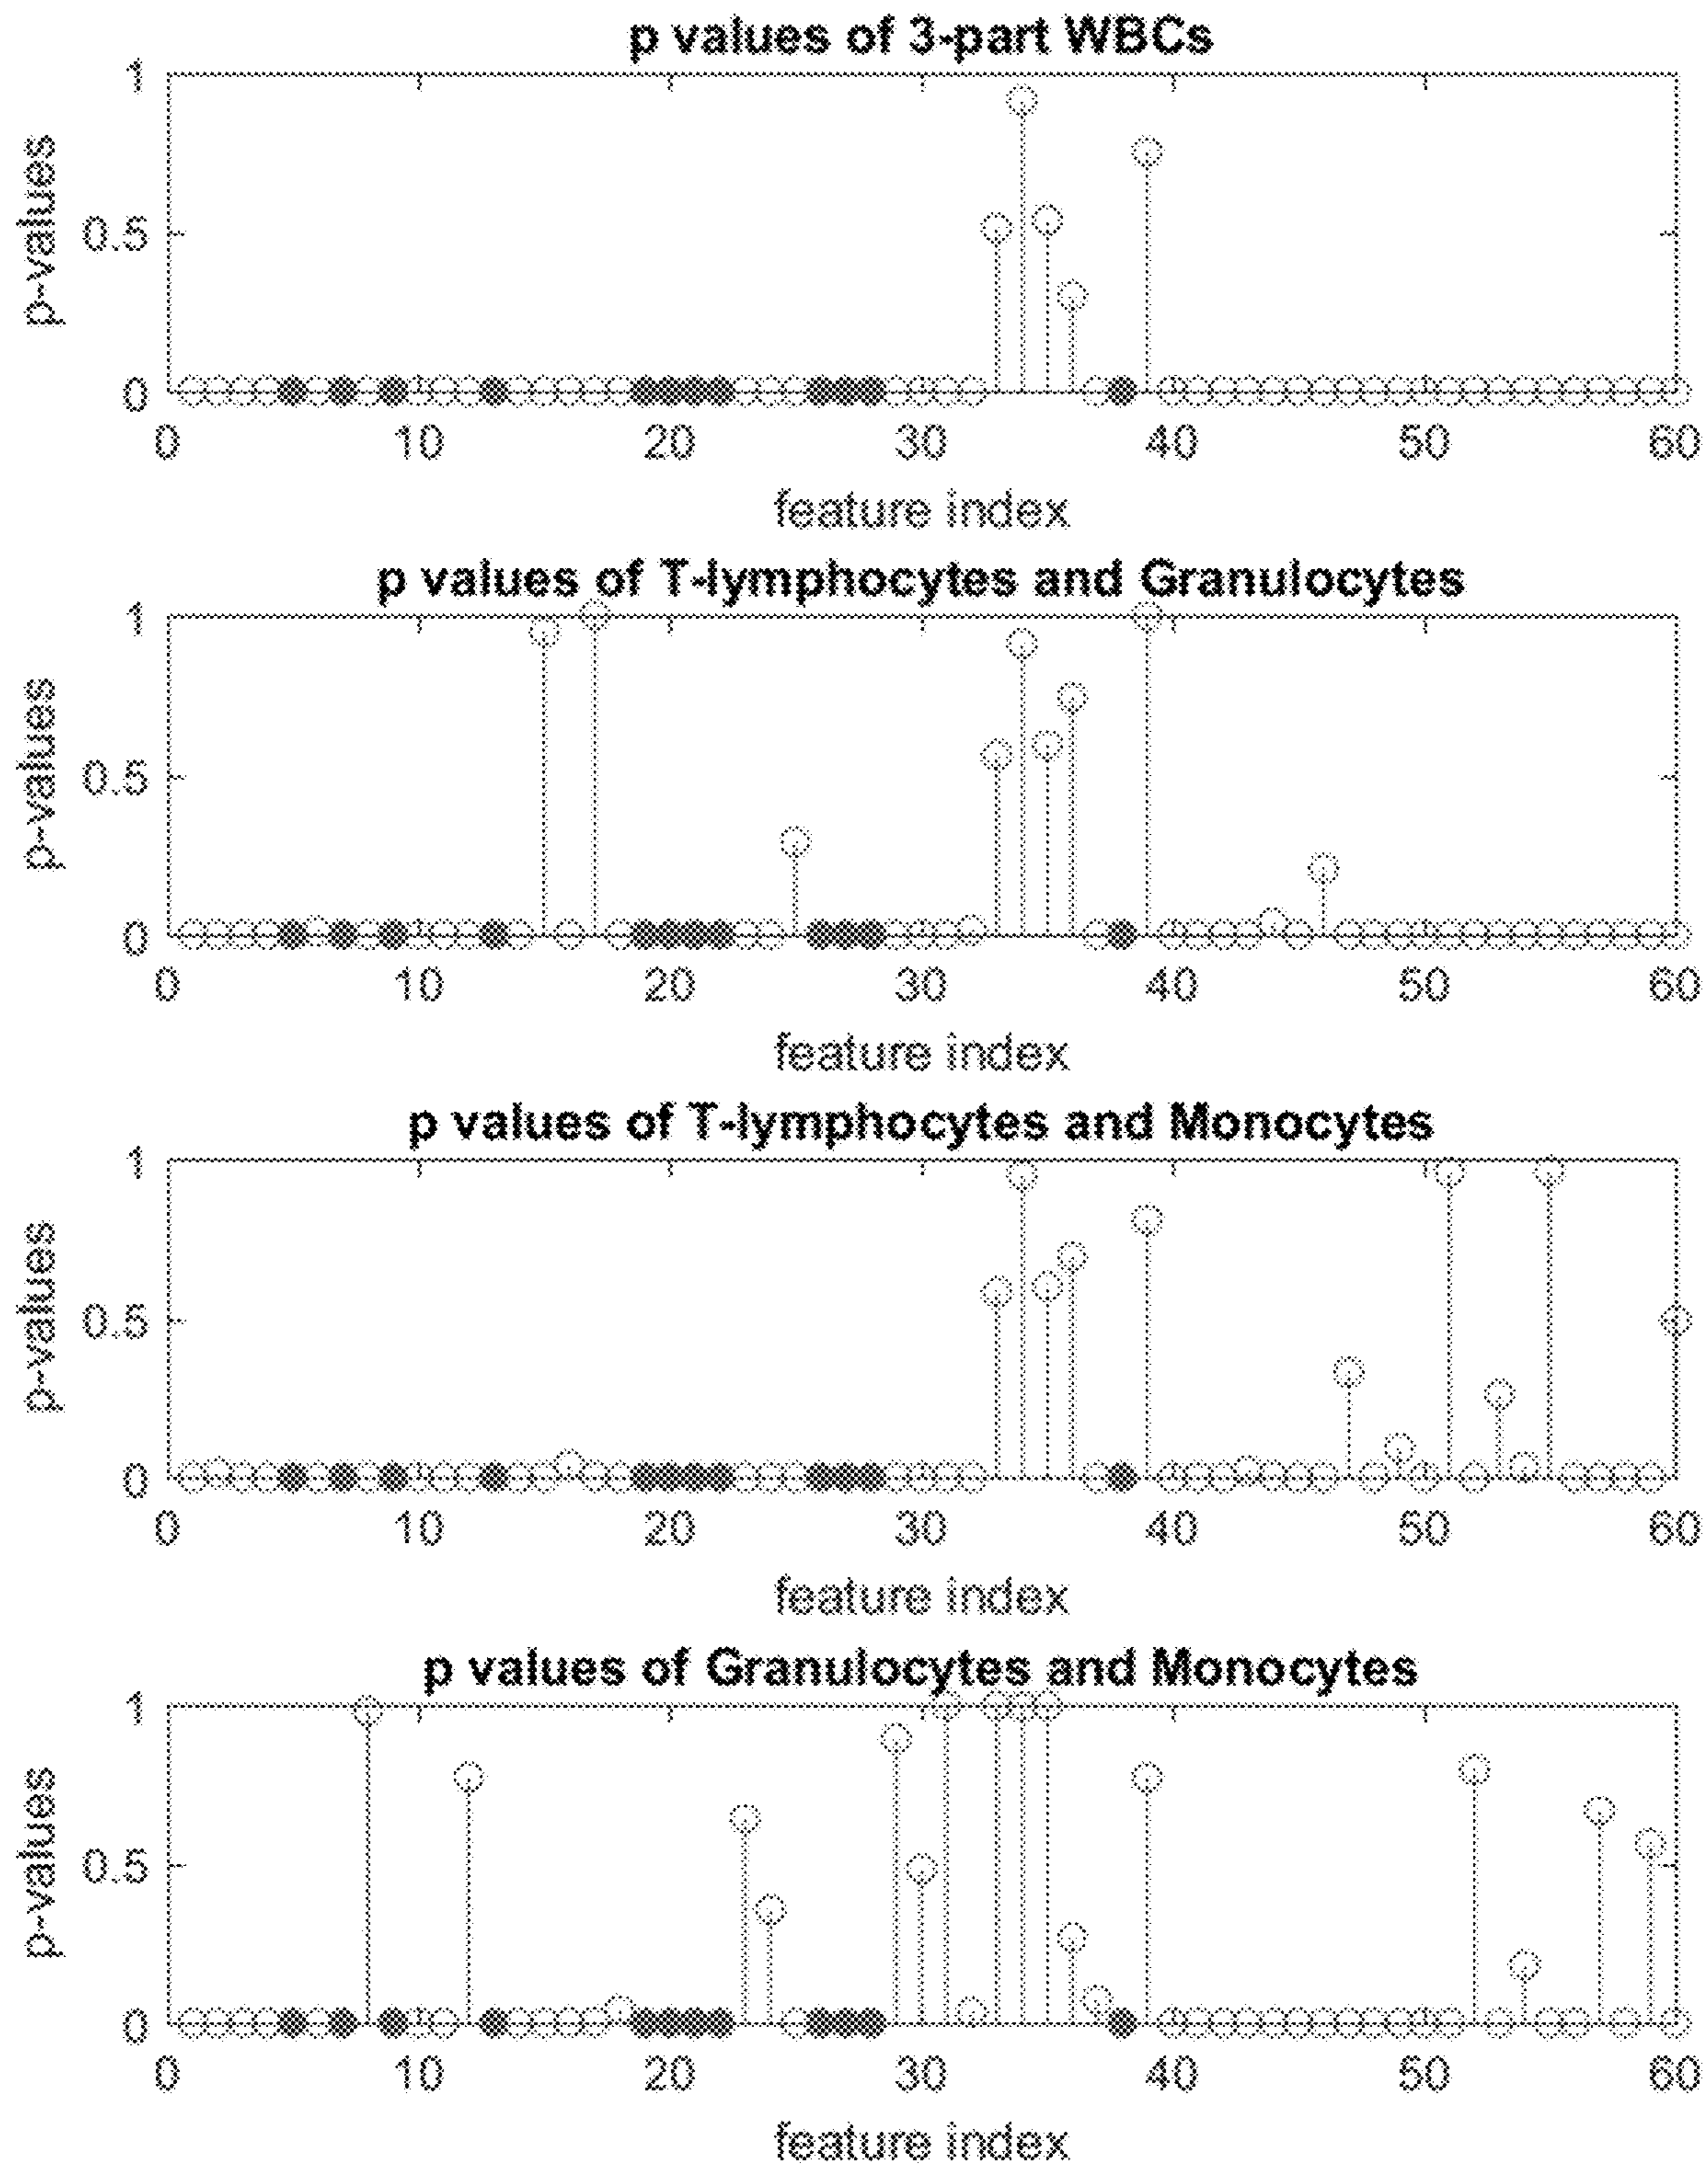 p values of 3-part WBCs
1
0.5
0
p-values
0 10 20 30 40 50 60
feature index
p values of T-lymphocytes and Granulocytes
1
0.5
0
p-values
0 10 20 30 40 50 60
feature index
p values of T-lymphocytes and Monocytes
1
0.5
0
p-values
0 10 20 30 40 50 60
feature index
p values of Granulocytes and Monocytes
1
0.5
0
p-values
0 10 20 30 40 50 60
feature index